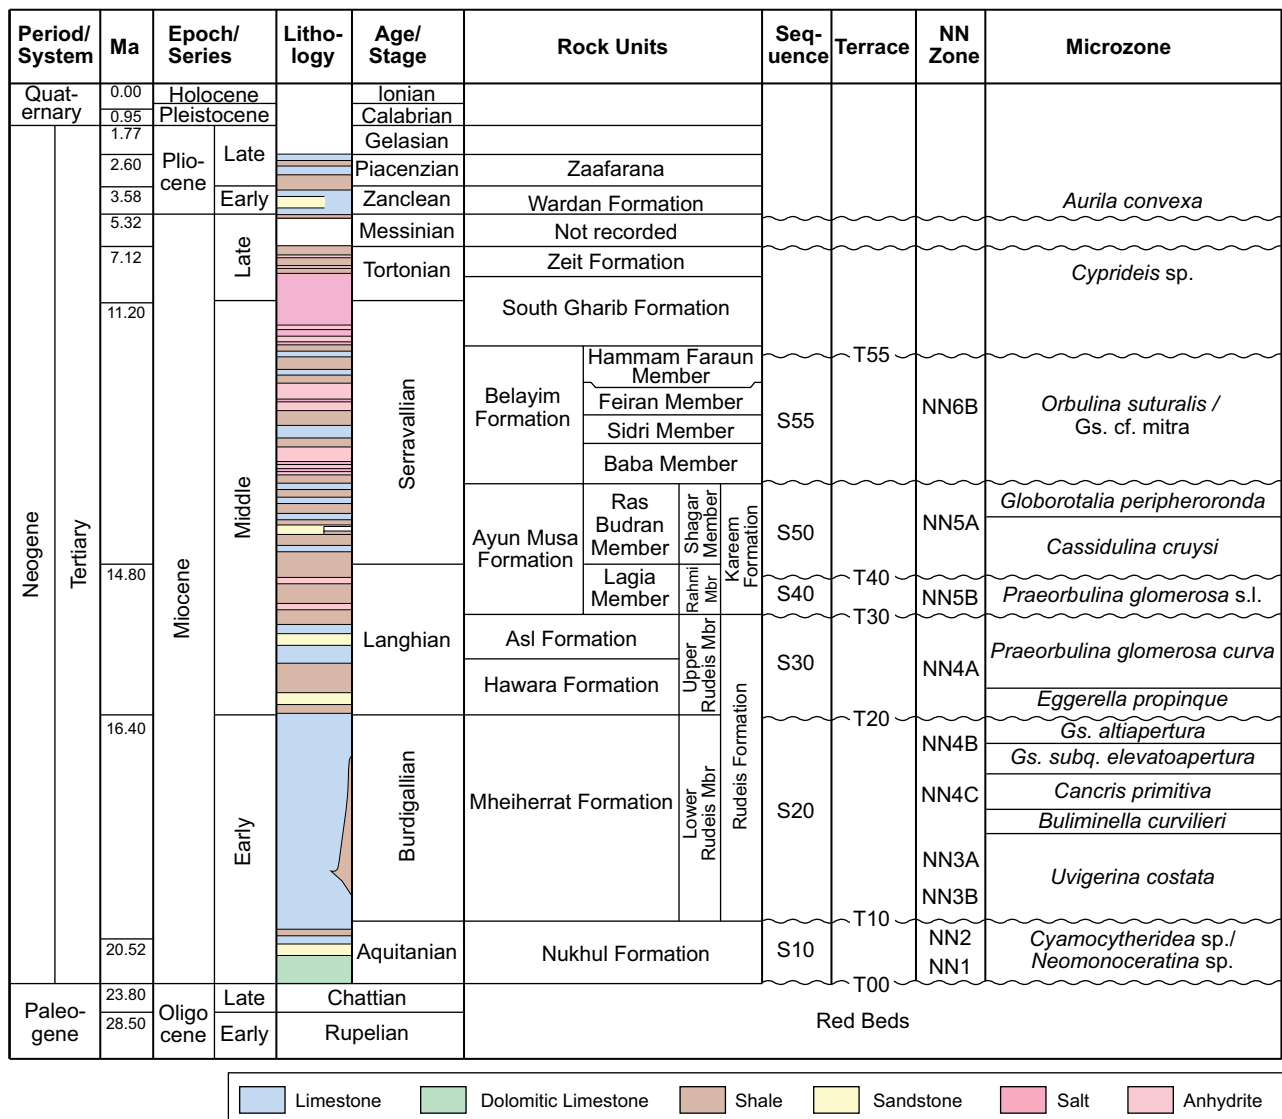 Period/ System
Ma
Epoch/ Series
Litho- logy
Age/ Stage
Rock Units
Seq- uence
Terrace
NN Zone
Microzone
Quat- ernary
0.00
Holocene
Ionian
0.95
Pleistocene
Calabrian
1.77
Gelasian
Plio- cene
Late
2.60
Piacenzian
Zaafarana
3.58
Early
Zanclean
Wardan Formation
Aurila convexa
5.32
Messinian
Not recorded
Late
7.12
Tortonian
Zeit Formation
Cyprideis sp.
11.20
South Gharib Formation
T55
Neogene
Tertiary
Miocene
Middle
Serravallian
Belayim Formation
Hammam Faraun Member
Feiran Member
Sidri Member
Baba Member
S55
NN6B
Orbulina suturalis /
Gs. cf. mitra
Ayun Musa Formation
Ras Budran Member
Shagar Member
Kareem Formation
S50
NN5A
Globorotalia peripheroronda
Cassidulina cruysi
14.80
T40
Lagia Member
Rahmi Mbr
S40
NN5B
Praeorbulina glomerosa s.l.
T30
Langhian
Asl Formation
Hawara Formation
Upper Rudeis Mbr
Rudeis Formation
S30
NN4A
Praeorbulina glomerosa curva
Eggerella propinque
16.40
T20
Early
Burdigallian
Mheiherrat Formation
Lower Rudeis Mbr
S20
NN4B
Gs. altiapertura
Gs. subq. elevatoapertura
NN4C
Cancris primitiva
Buliminella curvilieri
NN3A
Uvigerina costata
NN3B
T10
20.52
Aquitanian
Nukhul Formation
S10
NN2
NN1
Cyamocytheridea sp./
Neomonoceratina sp.
T00
Paleo- gene
23.80
Oligo cene
Late
Chattian
28.50
Early
Rupelian
Red Beds
Limestone
Dolomitic Limestone
Shale
Sandstone
Salt
Anhydrite